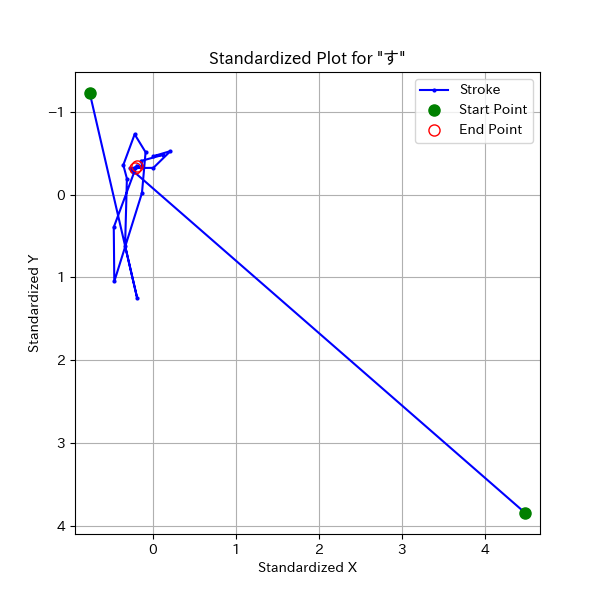 Standardized Plot for "す"
Stroke
Start Point
End Point
−1
0
1
2
3
4
Standardized Y
0
1
2
3
4
Standardized X